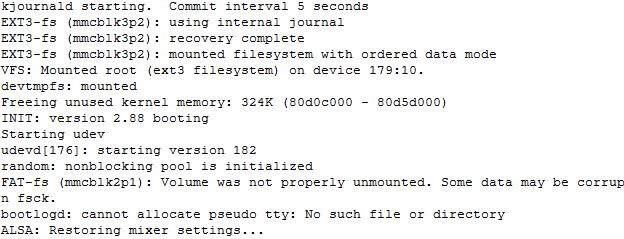 kjournald starting.  Commit interval 5 seconds
EXT3-fs (mmcblk3p2): using internal journal
EXT3-fs (mmcblk3p2): recovery complete
EXT3-fs (mmcblk3p2): mounted filesystem with ordered data mode
VFS: Mounted root (ext3 filesystem) on device 179:10.
devtmpfs: mounted
Freeing unused kernel memory: 324K (80d0c000 - 80d5d000)
INIT: version 2.88 booting
Starting udev
udevd[176]: starting version 182
random: nonblocking pool is initialized
FAT-fs (mmcblk2p1): Volume was not properly unmounted. Some data may be corrup
n fsck.
bootlogd: cannot allocate pseudo tty: No such file or directory
ALSA: Restoring mixer settings...